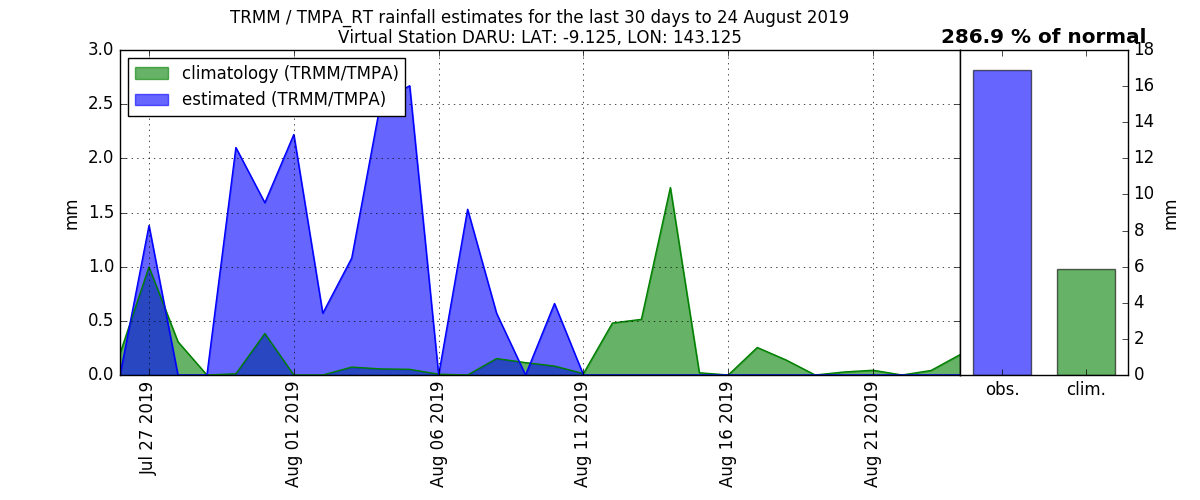 TRMM / TMPA_RT rainfall estimates for the last 30 days to 24 August 2019
Virtual Station DARU: LAT: -9.125, LON: 143.125
286.9 % of normal
climatology (TRMM/TMPA)
estimated (TRMM/TMPA)
3.0
2.5
2.0
1.5
1.0
0.5
0.0
mm
Jul 27 2019
Aug 01 2019
Aug 06 2019
Aug 11 2019
Aug 16 2019
Aug 21 2019
18
16
14
12
10
8
6
4
2
0
mm
obs.
clim.